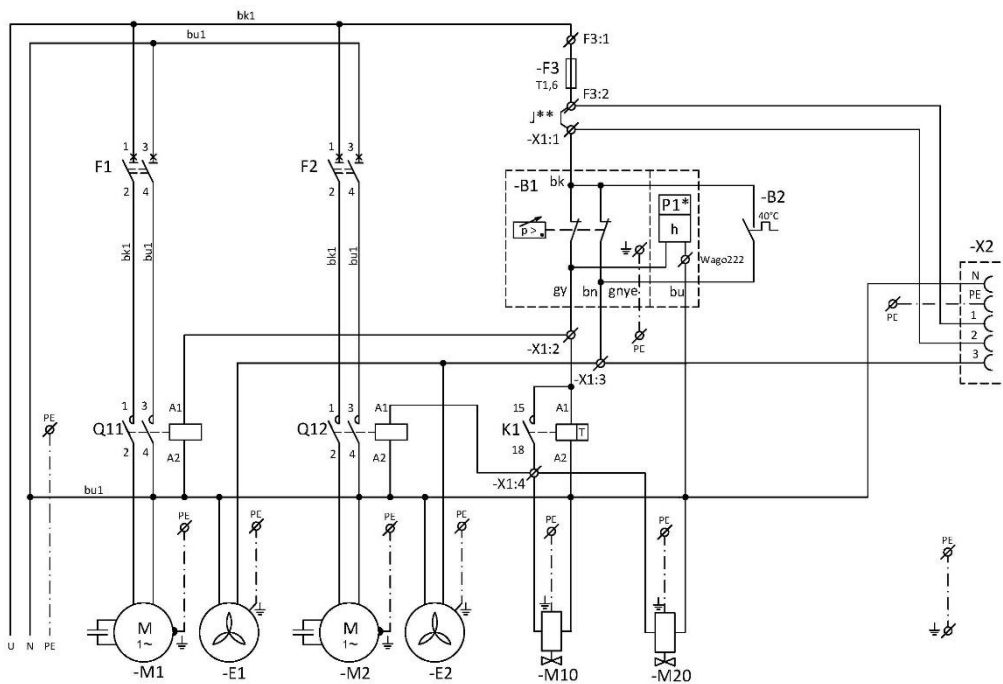 bk1
bu1
F3:1
-F3
T1,6
F3:2
J**
-X1:1
1 3
F1
2 4
1 3
F2
2 4
-B1
bk
P1*
h
p >
-B2
40°C
Wago222
bk1
bu1
bk1
bu1
gy
bn
gnye
bu
-X2
N
PE
1
2
3
PE
PE
-X1:2
-X1:3
PE
1 3
A1
Q11
2 4
A2
1 3
A1
Q12
2 4
A2
15
A1
K1
T
18
A2
-X1:4
bu1
PE
PE
PE
PE
PE
PE
PE
M
1~
M
1~
U N PE
-M1
-E1
-M2
-E2
-M10
-M20